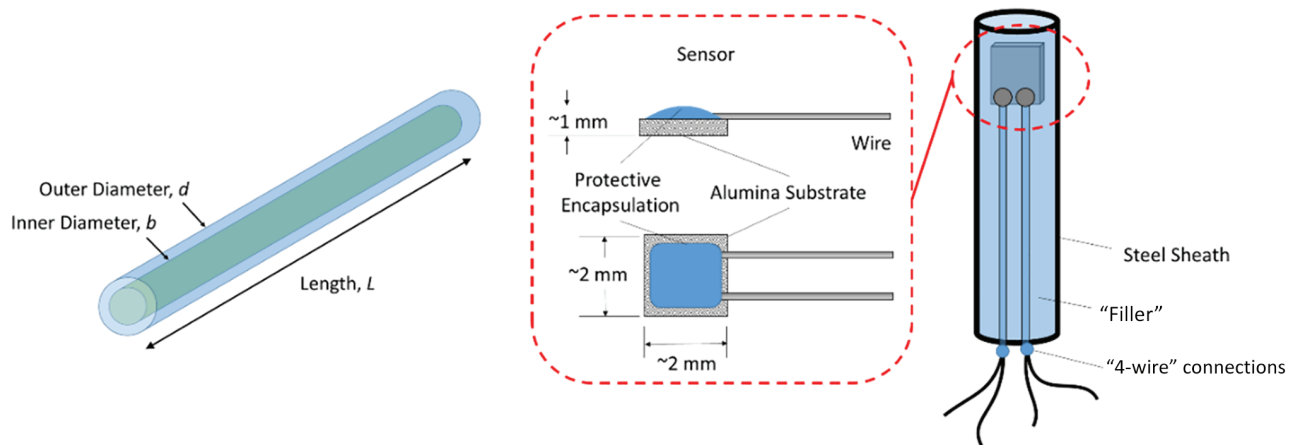 Outer Diameter, d
Inner Diameter, b
Length, L
Sensor
~1 mm
Wire
Protective
Encapsulation
Alumina Substrate
~2 mm
~2 mm
Steel Sheath
“Filler”
“4-wire” connections